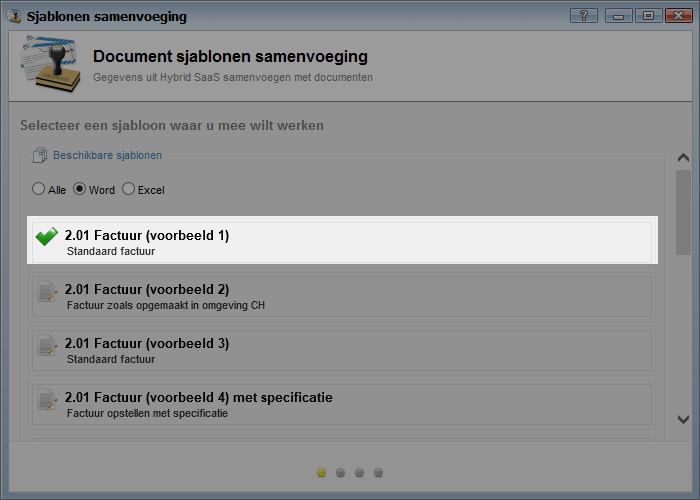 Sjablonen samenvoeging
?
Document sjablonen samenvoeging
Gegevens uit Hybrid SaaS samenvoegen met documenten
Selecteer een sjabloon waar u mee wilt werken
Beschikbare sjablonen
Alle Word Excel
2.01 Factuur (voorbeeld 1)
Standaard factuur
2.01 Factuur (voorbeeld 2)
Factuur zoals opgemaakt in omgeving CH
2.01 Factuur (voorbeeld 3)
Standaard factuur
2.01 Factuur (voorbeeld 4) met specificatie
Factuur opstellen met specificatie